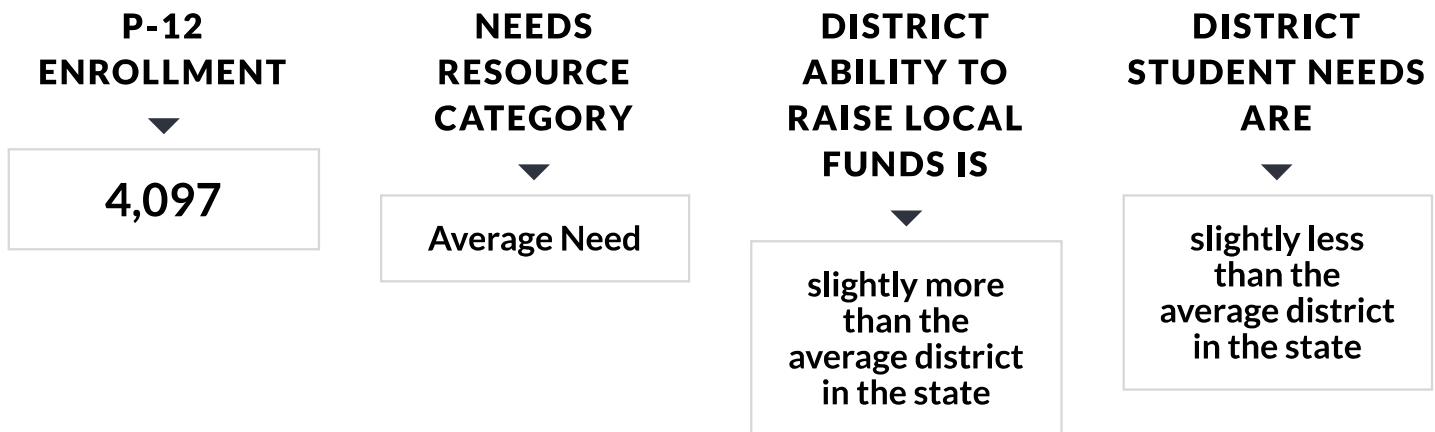 P-12
ENROLLMENT
4,097
NEEDS
RESOURCE
CATEGORY
Average Need
DISTRICT
ABILITY TO
RAISE LOCAL
FUNDS IS
slightly more
than the
average district
in the state
DISTRICT
STUDENT NEEDS
ARE
slightly less
than the
average district
in the state